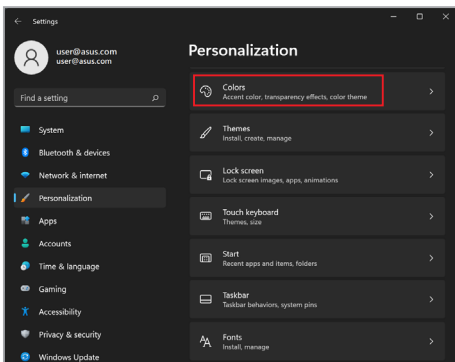 Settings
user@asus.com
user@asus.com
Find a setting
System
Bluetooth & devices
Network & internet
Personalization
Apps
Accounts
Time & language
Gaming
Accessibility
Privacy & security
Windows Update
Personalization
Colors
Accent color, transparency effects, color theme
Themes
Install, create, manage
Lock screen
Lock screen images, apps, animations
Touch keyboard
Themes, size
Start
Recent apps and items, folders
Taskbar
Taskbar behaviors, system pins
Fonts
Install, manage